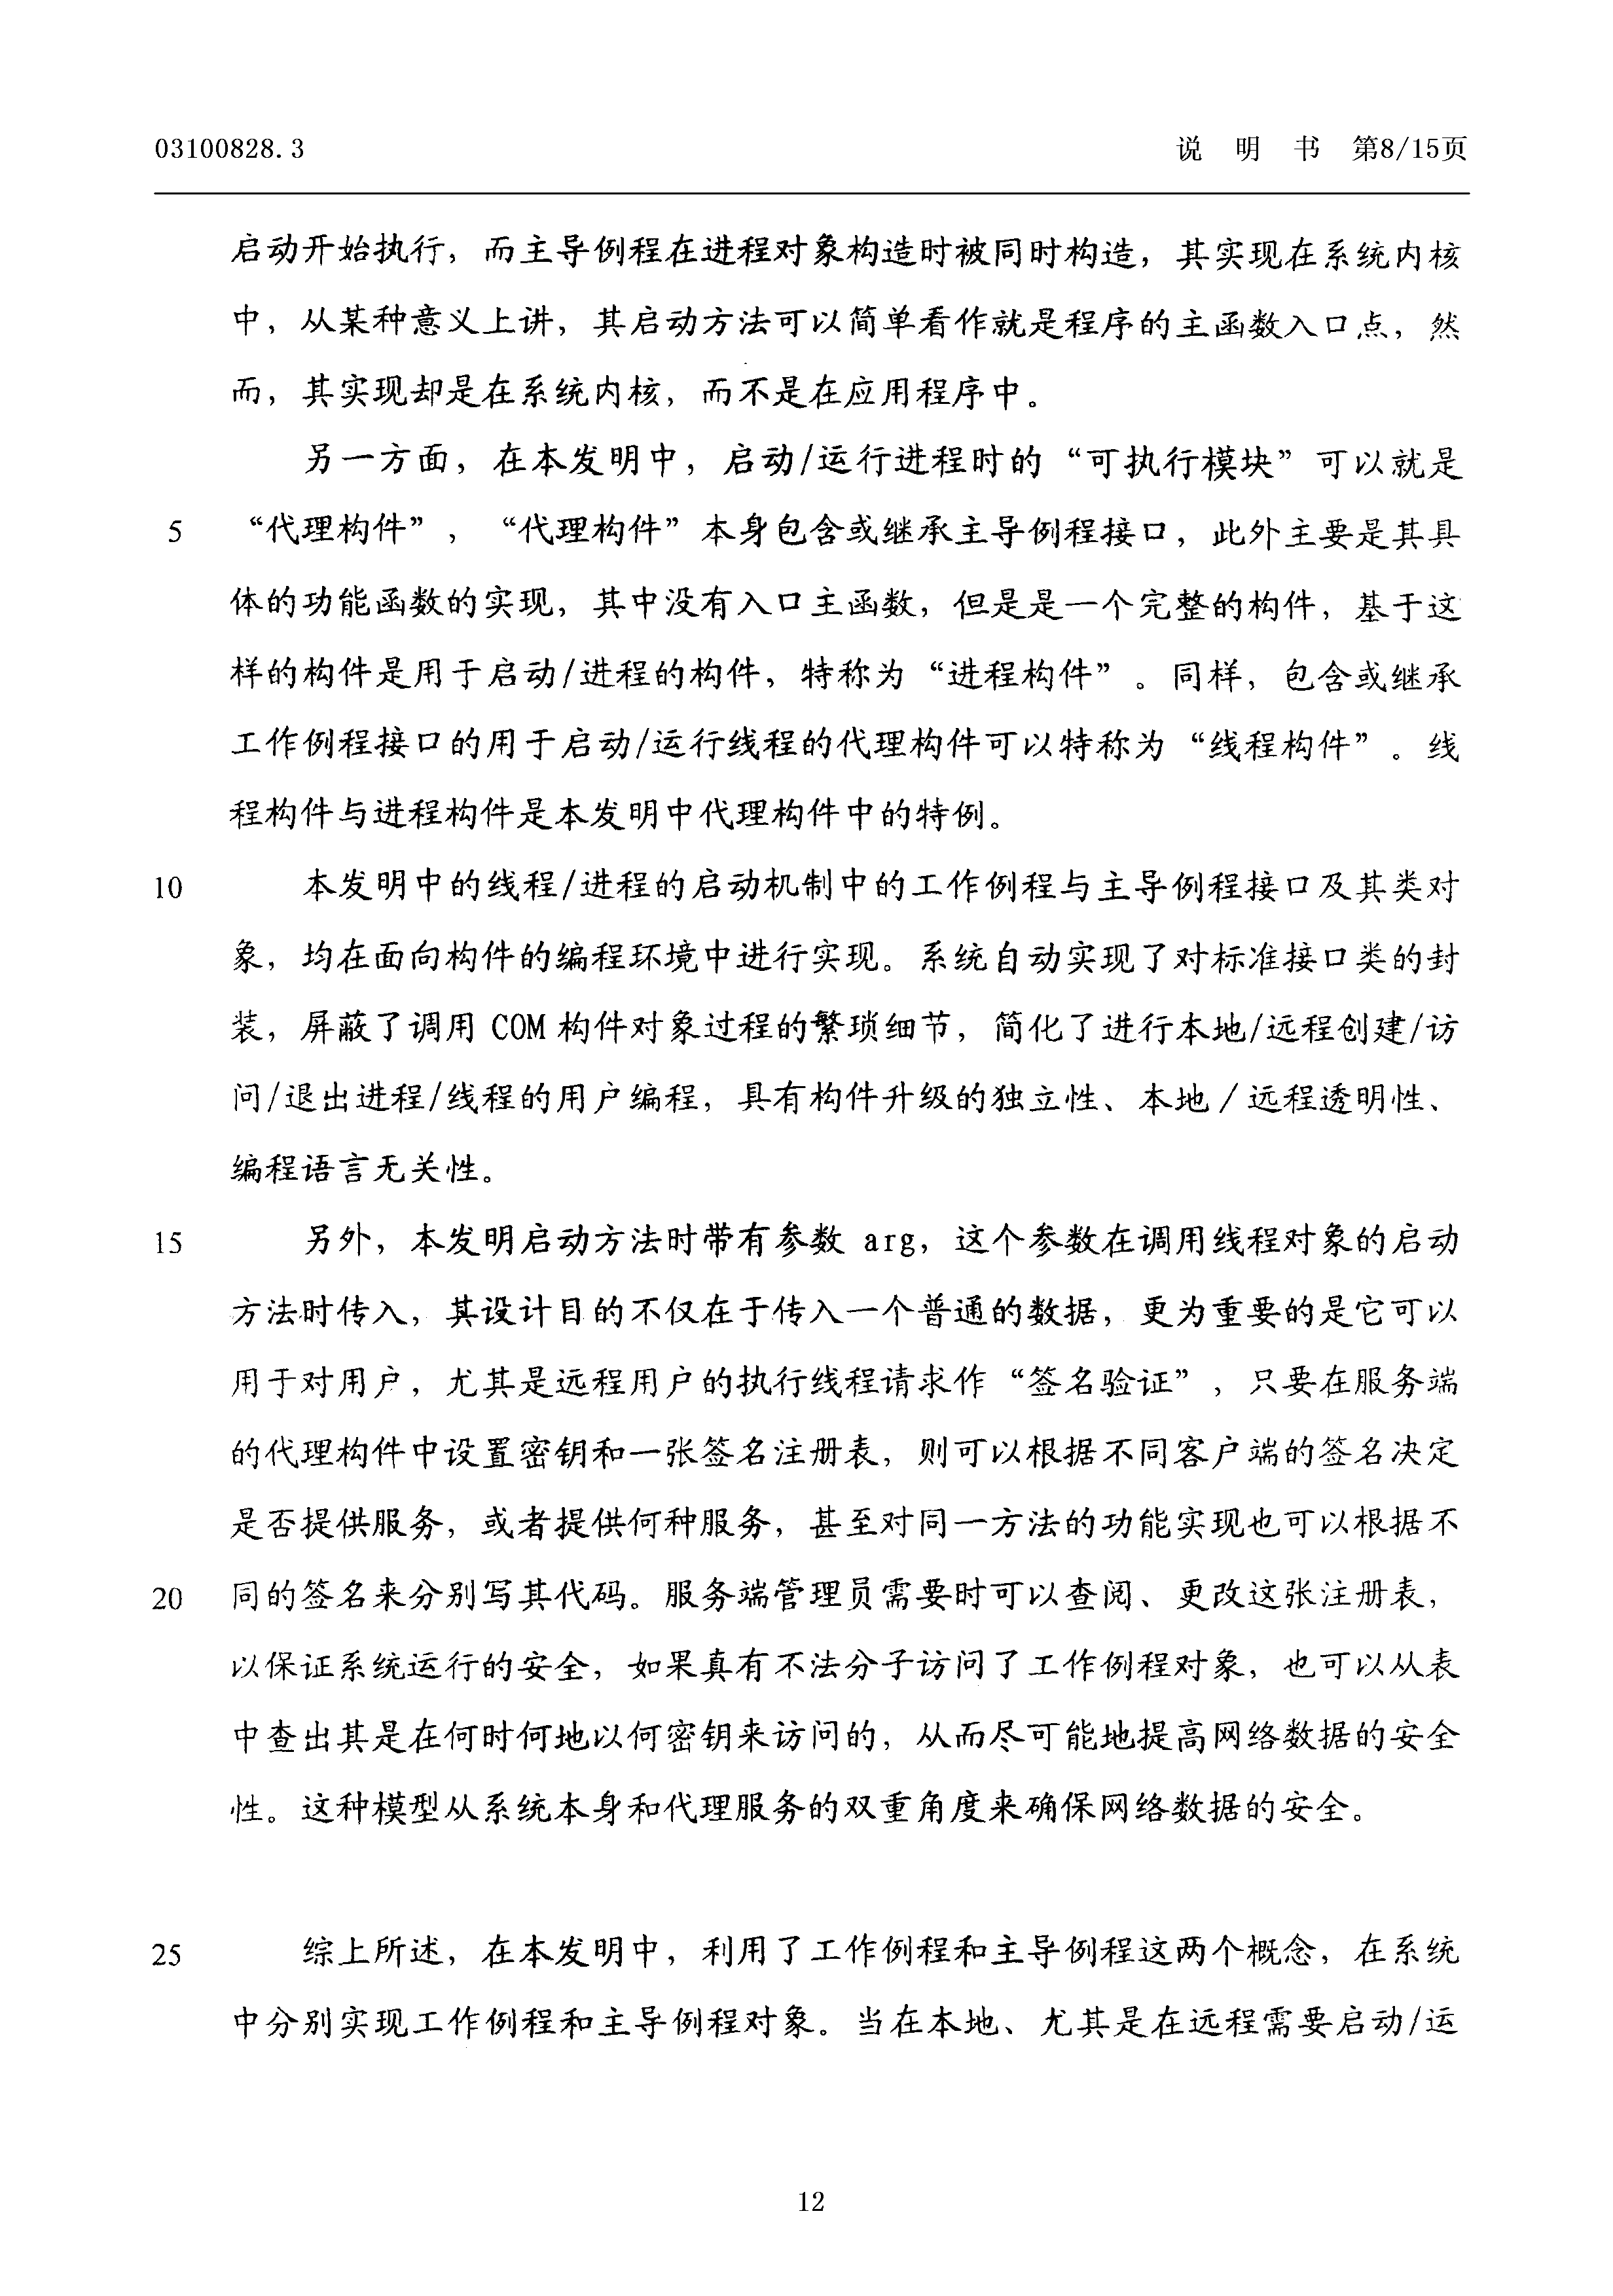 03100828.3
说 明 书 第8/15页
启动开始执行，而主导例程在进程对象构造时被同时构造，其实现在系统内核
中，从某种意义上讲，其启动方法可以简单看作就是程序的主函数入口点，然
而，其实现却是在系统内核，而不是在应用程序中。
另一方面，在本发明中，启动/运行进程时的“可执行模块”可以就是
5 “代理构件”，“代理构件”本身包含或继承主导例程接口，此外主要是其具
体的功能函数的实现，其中没有入口主函数，但是是一个完整的构件，基于这
样的构件是用于启动/进程的构件，特称为“进程构件”。同样，包含或继承
工作例程接口的用于启动/运行线程的代理构件可以特称为“线程构件”。线
程构件与进程构件是本发明中代理构件中的特例。
10 本发明中的线程/进程的启动机制中的工作例程与主导例程接口及其类对
象，均在面向构件的编程环境中进行实现。系统自动实现了对标准接口类的封
装，屏蔽了调用 COM 构件对象过程的繁琐细节，简化了进行本地/远程创建/访
问/退出进程/线程的用户编程，具有构件升级的独立性、本地／远程透明性、
编程语言无关性。
15 另外，本发明启动方法时带有参数 arg，这个参数在调用线程对象的启动
方法时传入，其设计目的不仅在于传入一个普通的数据，更为重要的是它可以
用于对用户，尤其是远程用户的执行线程请求作“签名验证”，只要在服务端
的代理构件中设置密钥和一张签名注册表，则可以根据不同客户端的签名决定
是否提供服务，或者提供何种服务，甚至对同一方法的功能实现也可以根据不
20 同的签名来分别写其代码。服务端管理员需要时可以查阅、更改这张注册表，
以保证系统运行的安全，如果真有不法分子访问了工作例程对象，也可以从表
中查出其是在何时何地以何密钥来访问的，从而尽可能地提高网络数据的安全
性。这种模型从系统本身和代理服务的双重角度来确保网络数据的安全。
25 综上所述，在本发明中，利用了工作例程和主导例程这两个概念，在系统
中分别实现工作例程和主导例程对象。当在本地、尤其是在远程需要启动/运
12